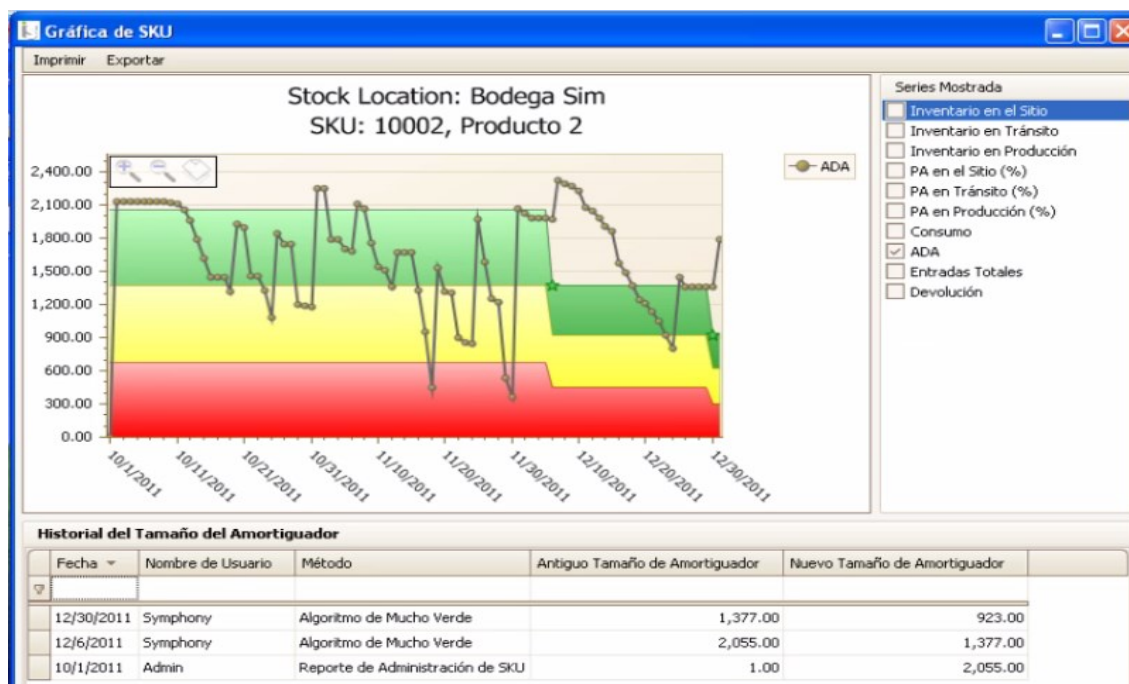 Gráfica de SKU
Imprimir Exportar
Stock Location: Bodega Sim
SKU: 10002, Producto 2
2,400.00
2,100.00
1,800.00
1,500.00
1,200.00
900.00
600.00
300.00
0.00
10/1/2011 10/11/2011 10/21/2011 10/31/2011 11/10/2011 11/20/2011 11/30/2011 12/10/2011 12/20/2011 12/30/2011
ADA
Series Mostrada
Inventario en el Sitio
Inventario en Tránsito
Inventario en Producción
PA en el Sitio (%)
PA en Tránsito (%)
PA en Producción (%)
Consumo
ADA
Entradas Totales
Devolución
Historial del Tamaño del Amortiguador
Fecha Nombre de Usuario Método Antiguo Tamaño de Amortiguador Nuevo Tamaño de Amortiguador
12/30/2011 Symphony Algoritmo de Mucho Verde 1,377.00 923.00
12/6/2011 Symphony Algoritmo de Mucho Verde 2,055.00 1,377.00
10/1/2011 Admin Reporte de Administración de SKU 1.00 2,055.00